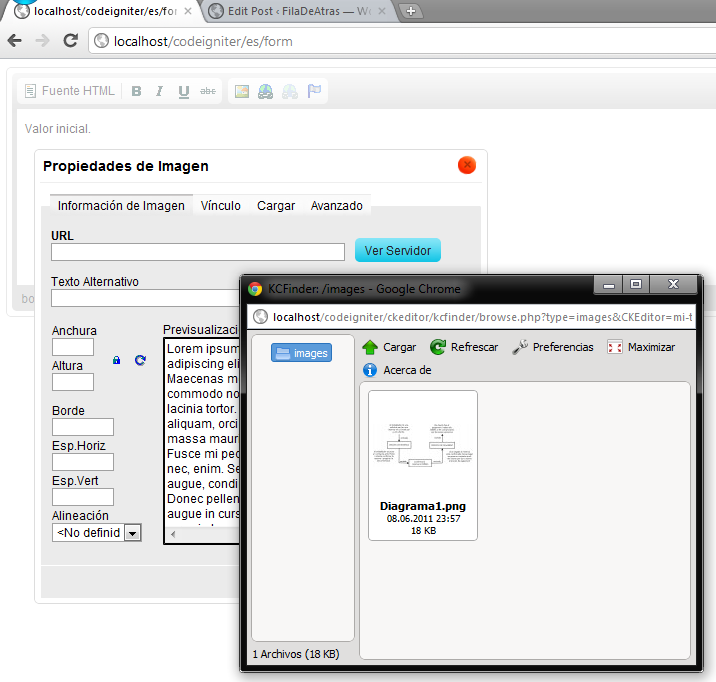 localhost/codeigniter/es/forr
Edit Post ‹ FilaDeAtras — W
localhost/codeigniter/es/form
Fuente HTML
B I U abc
Valor inicial.
Propiedades de Imagen
Información de Imagen Vínculo Cargar Avanzado
URL
Ver Servidor
Texto Alternativo
bo
Anchura
Altura
Borde
Esp.Horiz
Esp.Vert
Alineación
<No definid
Previsualizaci
Lorem ipsum
adipiscing eli
Maecenas m
commodo no
lacinia tortor.
aliquam, orci
massa mauri
Fusce mi pec
nec, enim. Se
augue, condi
Donec pellen
augue in curs
KCFinder: /images - Google Chrome
localhost/codeigniter/ckeditor/kcfinder/browse.php?type=images&CKEditor=mi-t
images
Cargar Refrescar Preferencias Maximizar
Acerca de
Diagrama1.png
08.06.2011 23:57
18 KB
1 Archivos (18 KB)